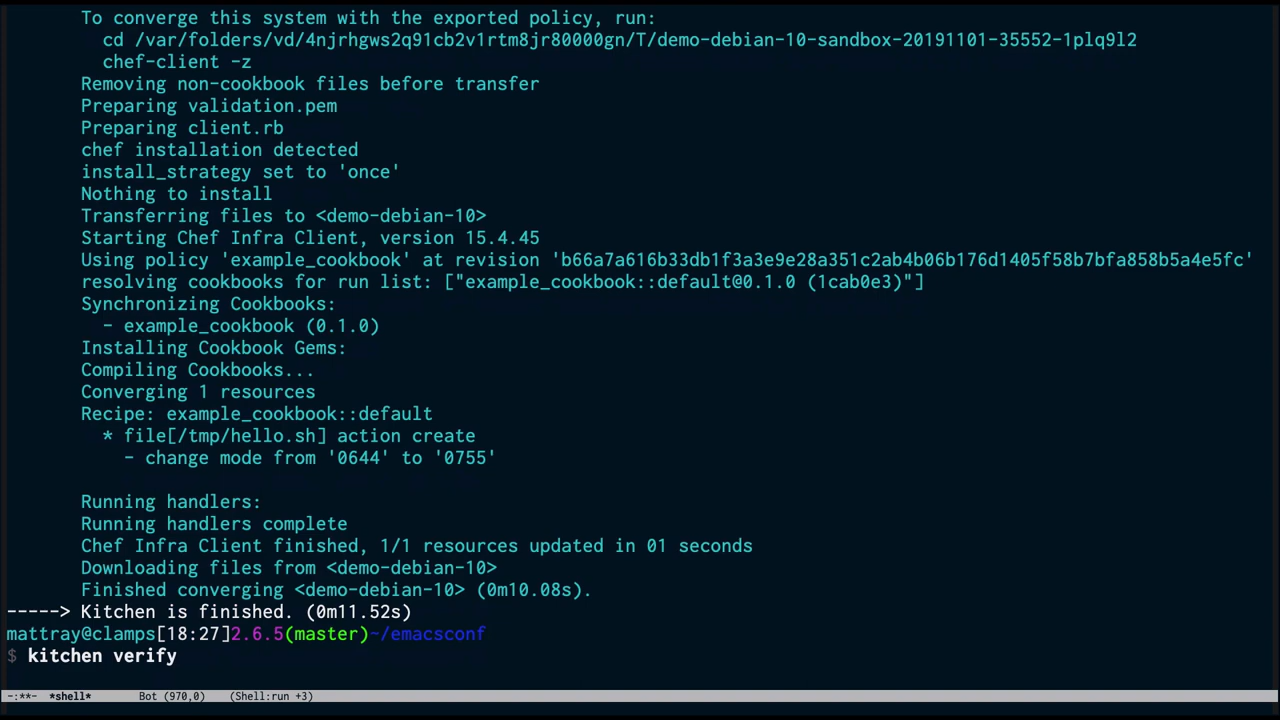 To converge this system with the exported policy, run:
cd /var/folders/vd/4njrhgws2q91cb2v1rtm8jr80000gn/T/demo-debian-10-sandbox-20191101-35552-1plq9l2
chef-client -z
Removing non-cookbook files before transfer
Preparing validation.pem
Preparing client.rb
chef installation detected
install_strategy set to 'once'
Nothing to install
Transferring files to <demo-debian-10>
Starting Chef Infra Client, version 15.4.45
Using policy 'example_cookbook' at revision 'b66a7a616b33db1f3a3e9e28a351c2ab4b06b176d1405f58b7bfa858b5a4e5fc'
resolving cookbooks for run list: ["example_cookbook::default@0.1.0 (1cab0e3)"]
Synchronizing Cookbooks:
- example_cookbook (0.1.0)
Installing Cookbook Gems:
Compiling Cookbooks...
Converging 1 resources
Recipe: example_cookbook::default
* file[/tmp/hello.sh] action create
- change mode from '0644' to '0755'
Running handlers:
Running handlers complete
Chef Infra Client finished, 1/1 resources updated in 01 seconds
Downloading files from <demo-debian-10>
Finished converging <demo-debian-10> (0m10.08s).
-----> Kitchen is finished. (0m11.52s)
mattray@clamps[18:27]2.6.5(master)~/emacsconf
$ kitchen verify
-:**-  *shell*      Bot (970,0)    (Shell:run +3)